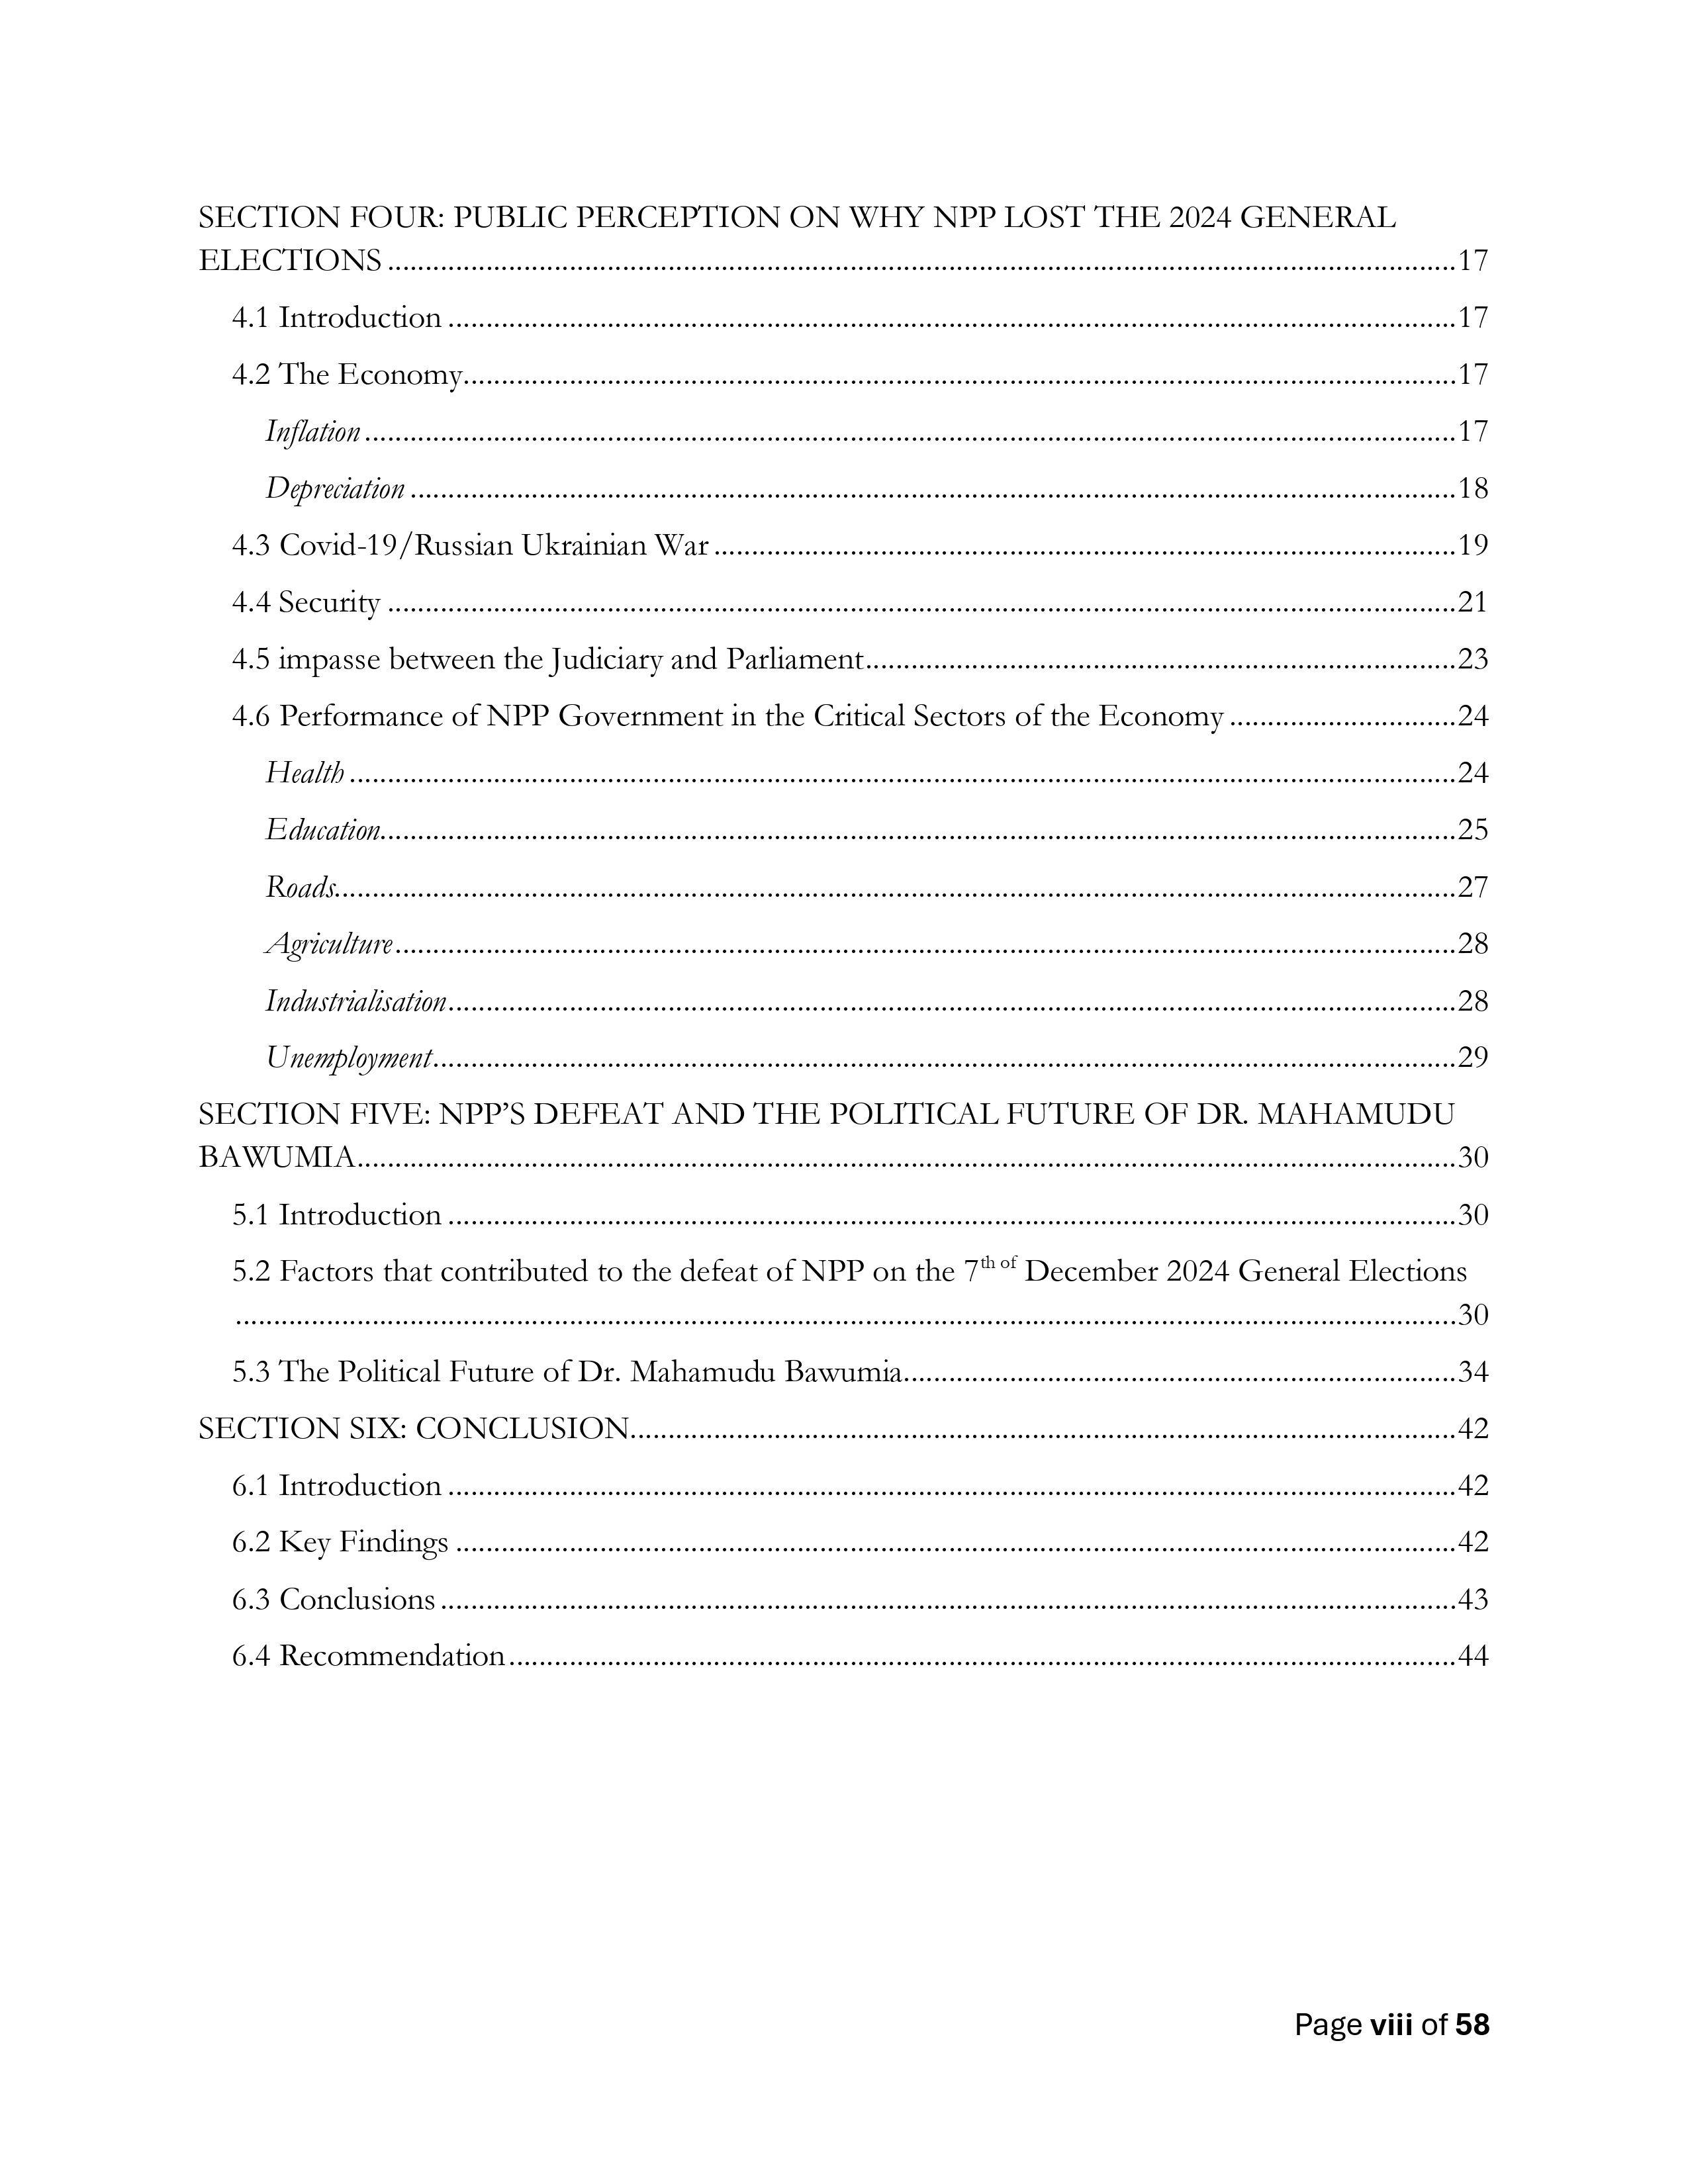 SECTION FOUR: PUBLIC PERCEPTION ON WHY NPP LOST THE 2024 GENERAL
ELECTIONS ........ 17
4.1 Introduction ........ 17
4.2 The Economy ........ 17
Inflation ........ 17
Depreciation ........ 18
4.3 Covid-19/Russian Ukrainian War ........ 19
4.4 Security ........ 21
4.5 impasse between the Judiciary and Parliament ........ 23
4.6 Performance of NPP Government in the Critical Sectors of the Economy ........ 24
Health ........ 24
Education ........ 25
Roads ........ 27
Agriculture ........ 28
Industrialisation ........ 28
Unemployment ........ 29
SECTION FIVE: NPP’S DEFEAT AND THE POLITICAL FUTURE OF DR. MAHAMUDU
BAWUMIA ........ 30
5.1 Introduction ........ 30
5.2 Factors that contributed to the defeat of NPP on the 7th of December 2024 General Elections
........ 30
5.3 The Political Future of Dr. Mahamudu Bawumia ........ 34
SECTION SIX: CONCLUSION ........ 42
6.1 Introduction ........ 42
6.2 Key Findings ........ 42
6.3 Conclusions ........ 43
6.4 Recommendation ........ 44
Page viii of 58